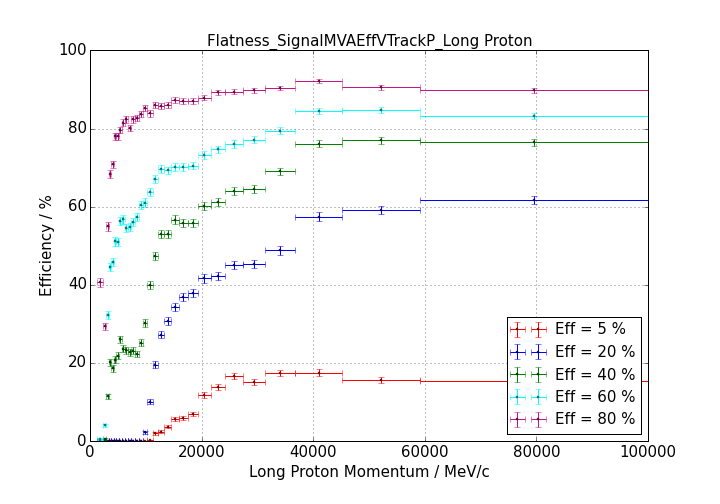 Flatness_SignalMVAEffVTrackP_Long Proton
100
80
60
40
20
0
Efficiency / %
0 20000 40000 60000 80000 100000
Long Proton Momentum / MeV/c
Eff = 5 %
Eff = 20 %
Eff = 40 %
Eff = 60 %
Eff = 80 %